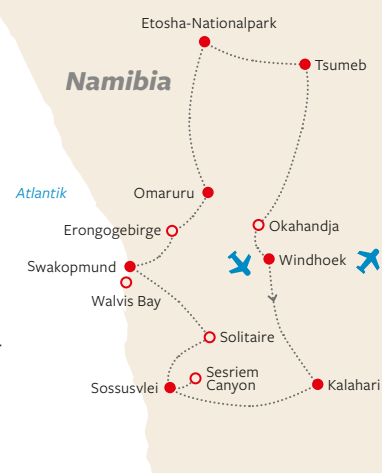 Etosha-Nationalpark
Tsumeb
Namibia
Atlantik
Omaruru
Erongogebirge
Okahandja
Swakopmund
Windhoek
Walvis Bay
Solitaire
Sesriem
Canyon
Sossusvlei
Kalahari